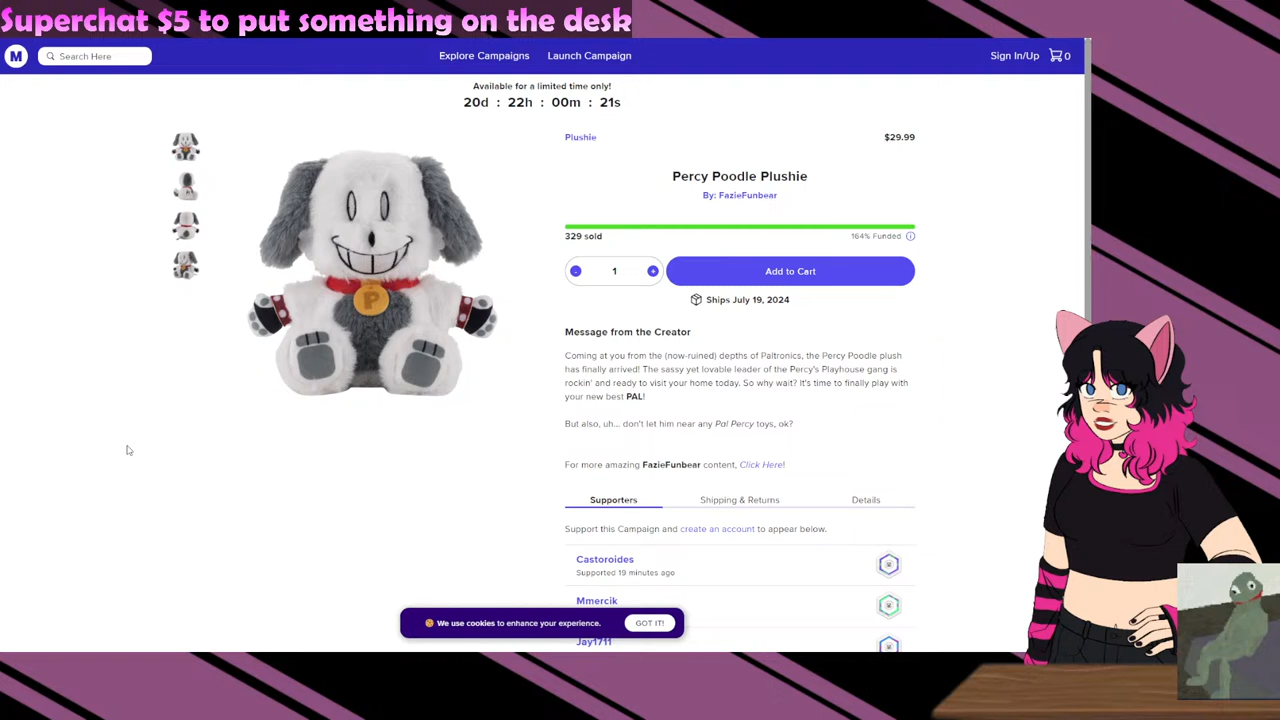 Superchat $5 to put something on the desk
M
Search Here
Explore Campaigns
Launch Campaign
Sign In/Up
0
Available for a limited time only!
20d : 22h : 00m : 21s
Plushie
$29.99
Percy Poodle Plushie
By: FazieFunbear
329 sold
164% Funded
- 1 +
Add to Cart
Ships July 19, 2024
Message from the Creator
Coming at you from the (now-ruined) depths of Paltronics, the Percy Poodle plush
has finally arrived! The sassy yet lovable leader of the Percy's Playhouse gang is
rockin' and ready to visit your home today. So why wait? It's time to finally play with
your new best PAL!
But also, uh... don't let him near any Pal Percy toys, ok?
For more amazing FazieFunbear content, Click Here!
Supporters
Shipping & Returns
Details
Support this Campaign and create an account to appear below.
Castoroides
Supported 19 minutes ago
Mmercik
We use cookies to enhance your experience.
GOT IT!
Jay1711
P